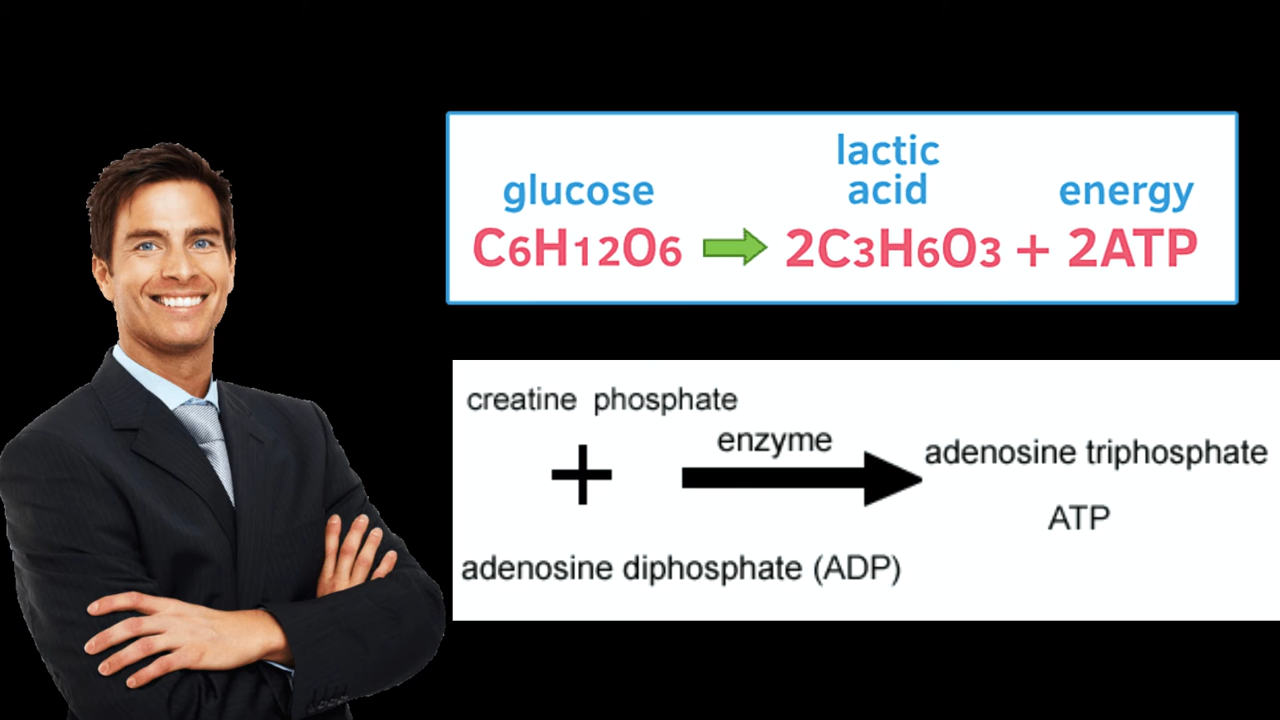 lactic
glucose acid energy
C6H12O6 2C3H6O3 + 2ATP
creatine phosphate
enzyme
adenosine triphosphate
+
ATP
adenosine diphosphate (ADP)